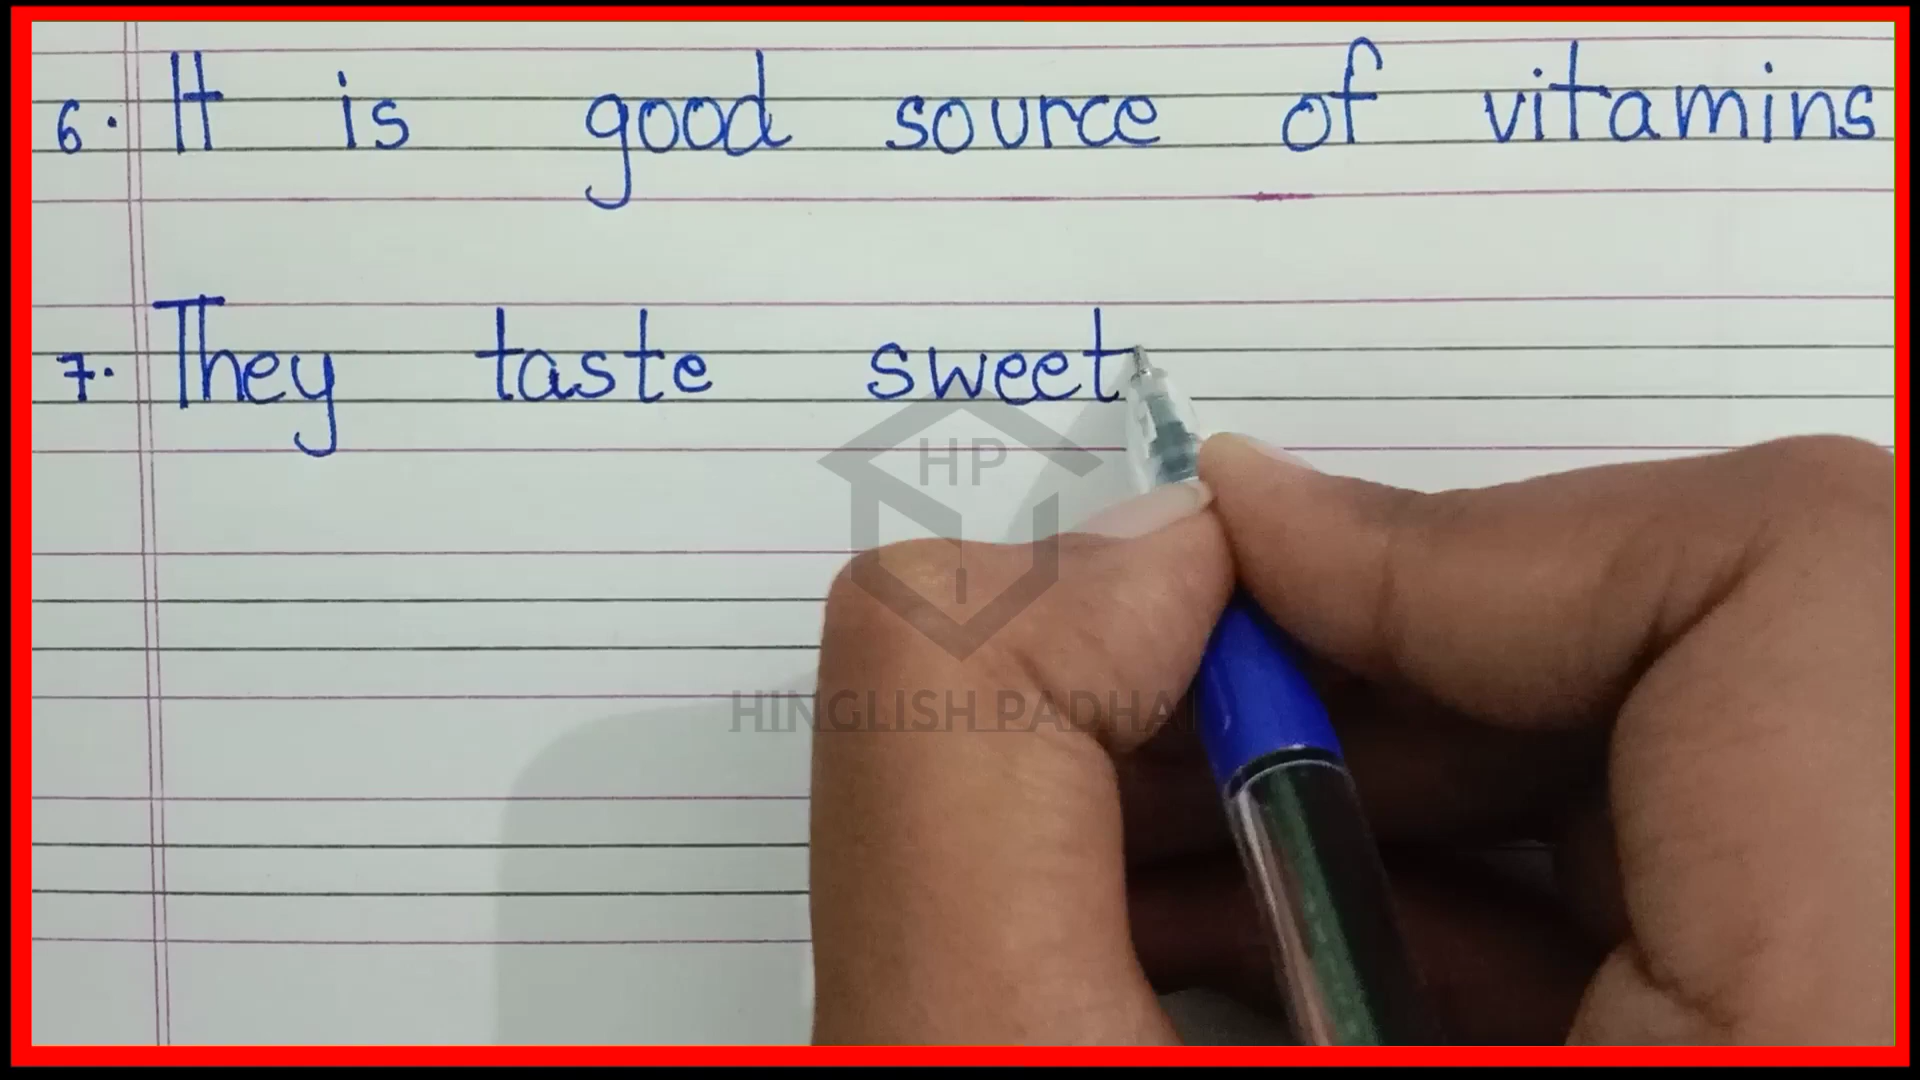 6. It is good source of vitamins
7. They taste sweet
HP
HINGLISH PADHAI